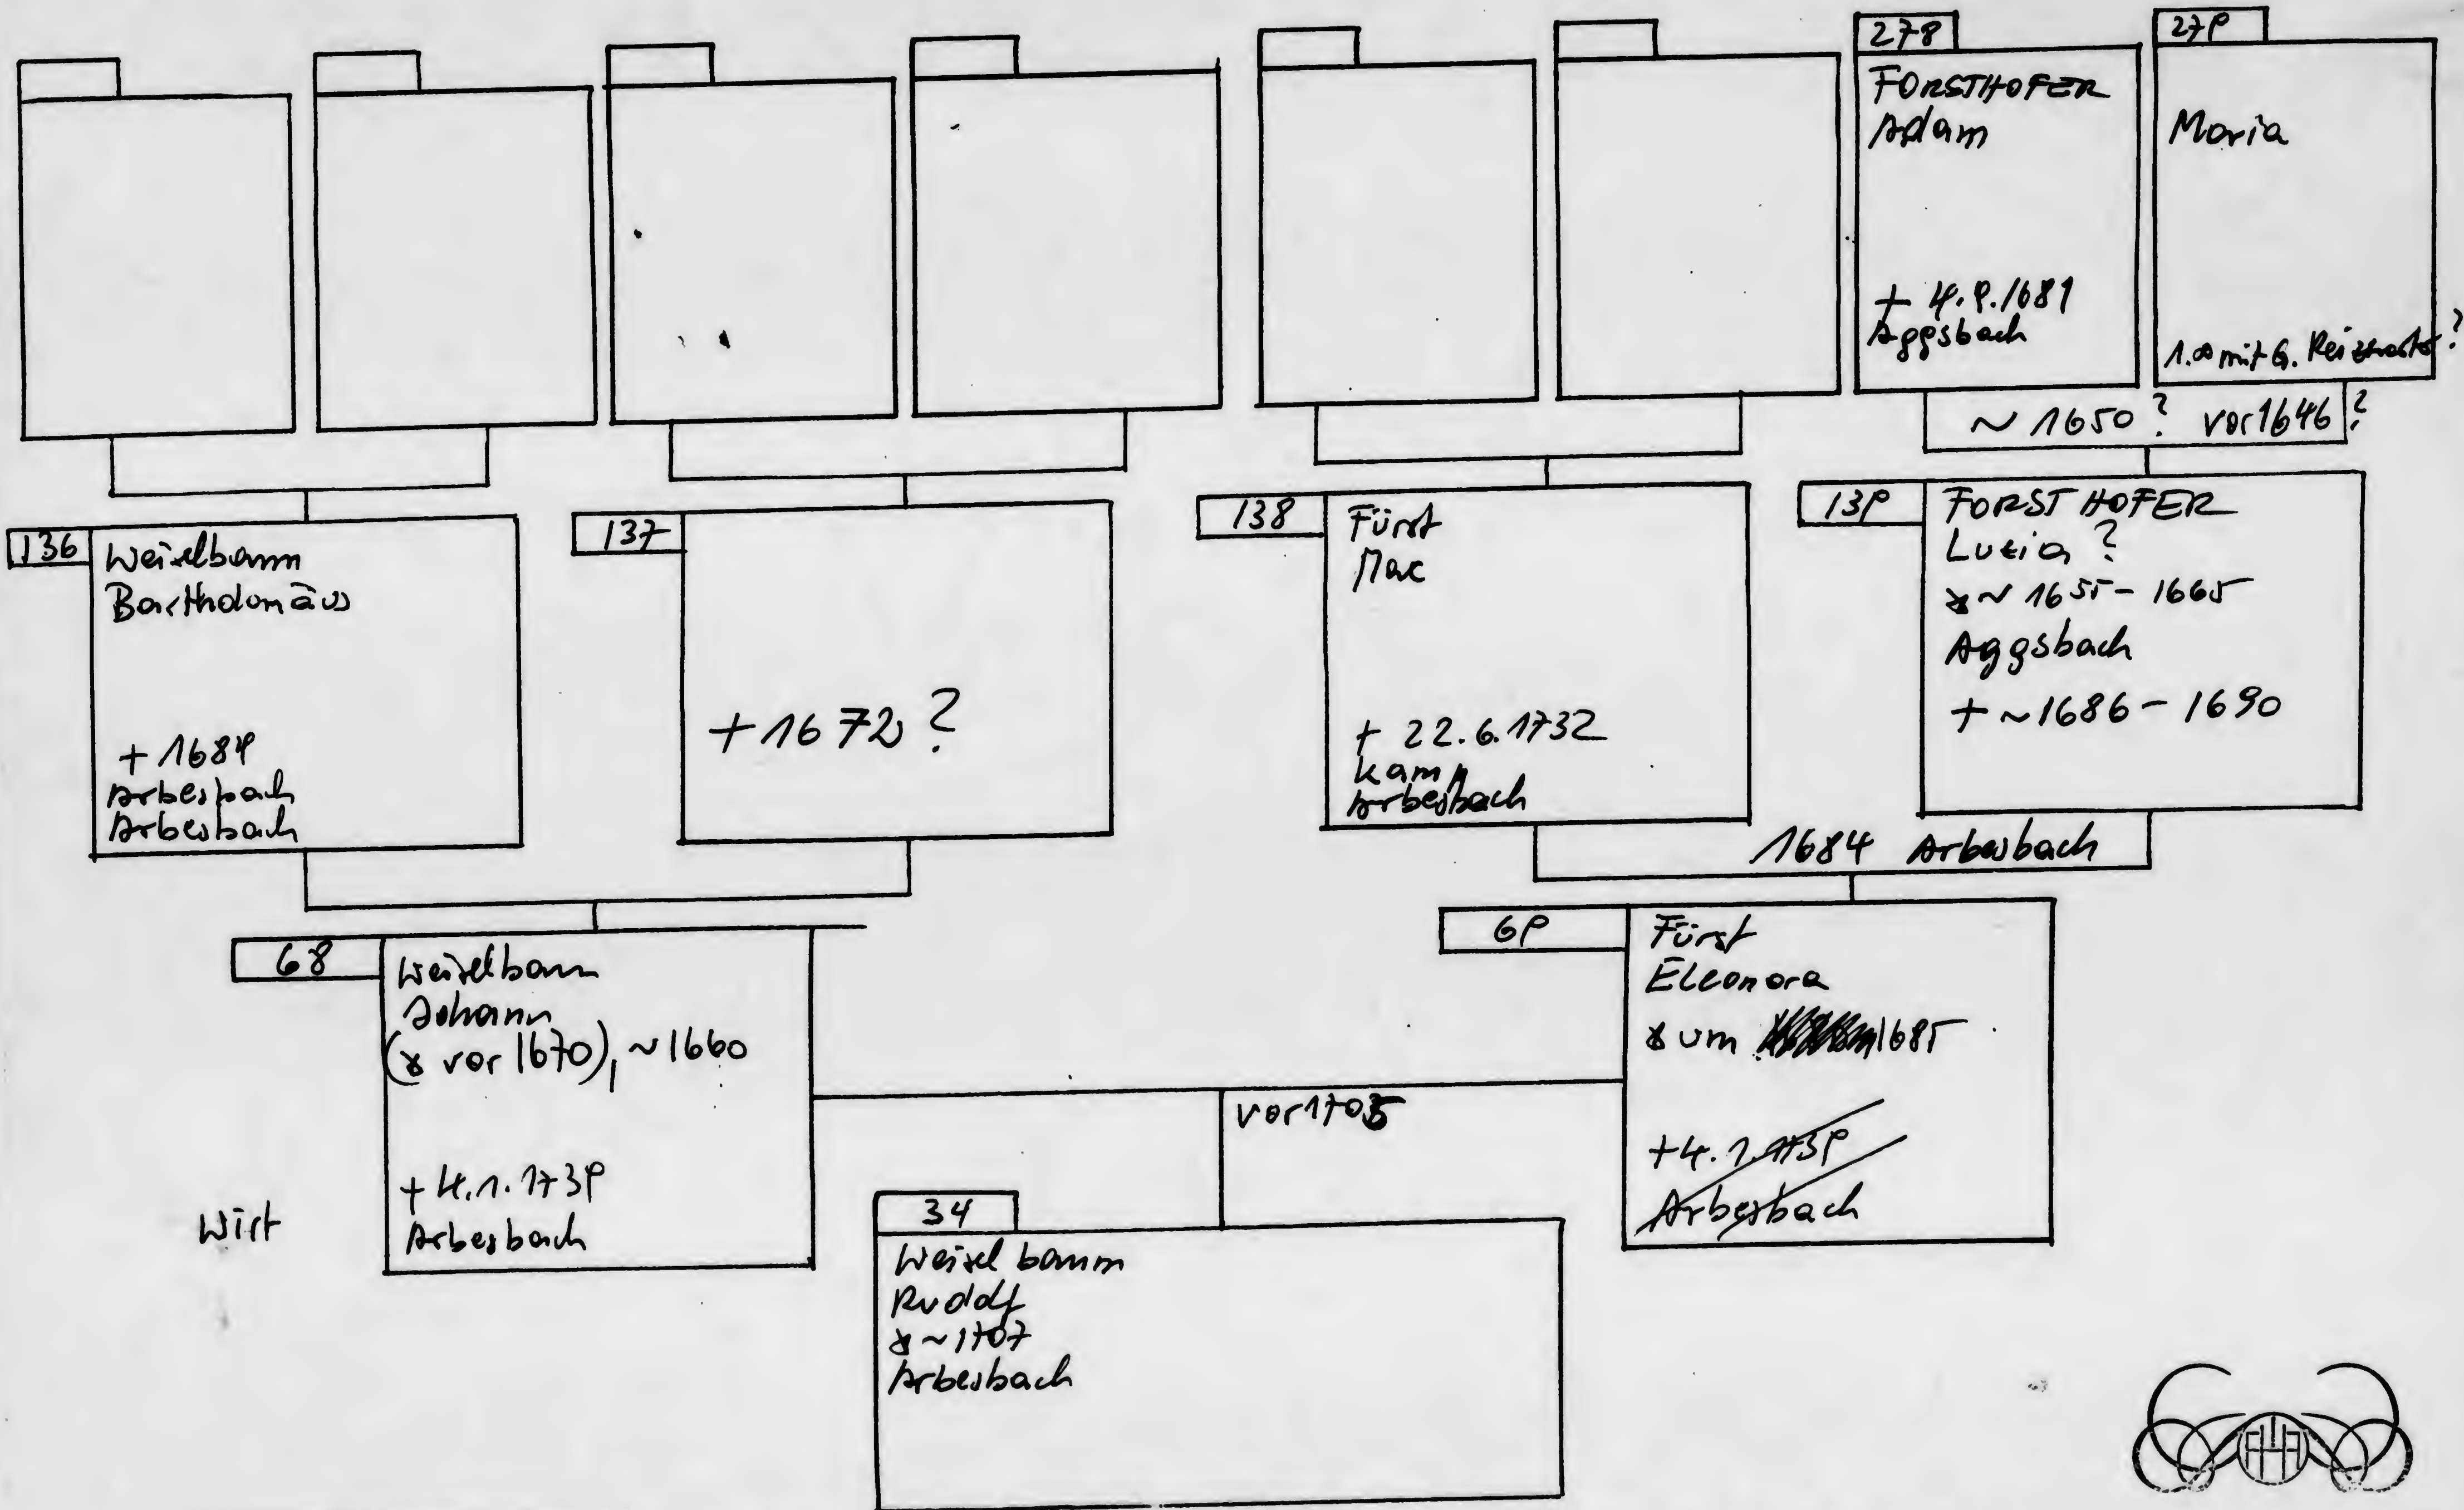 278
FORSTHOFER
Adam
+ 4.9.1681
Aggsbach
279
Maria
1. ∞ mit G.
~ 1650 ? vor 1646 ?
136
Weixelbaum
Bartholomäus
+ 1689
Arbesbach
Arbesbach
137
+ 1672 ?
138
Fürst
Max
+ 22.6.1732
Kamp
Arbesbach
139
FORSTHOFER
Luzia ?
* ~ 1655 - 1665
Aggsbach
+ ~ 1686 - 1690
1684 Arbesbach
68
Weixelbaum
Johann
(* vor 1670), ~ 1660
+ 4.1.1739
Arbesbach
Wirt
69
Fürst
Eleonora
* um 1685
+ 4.1.1739
Arbesbach
vor 1705
34
Weixelbaum
Rudolf
* ~ 1707
Arbesbach